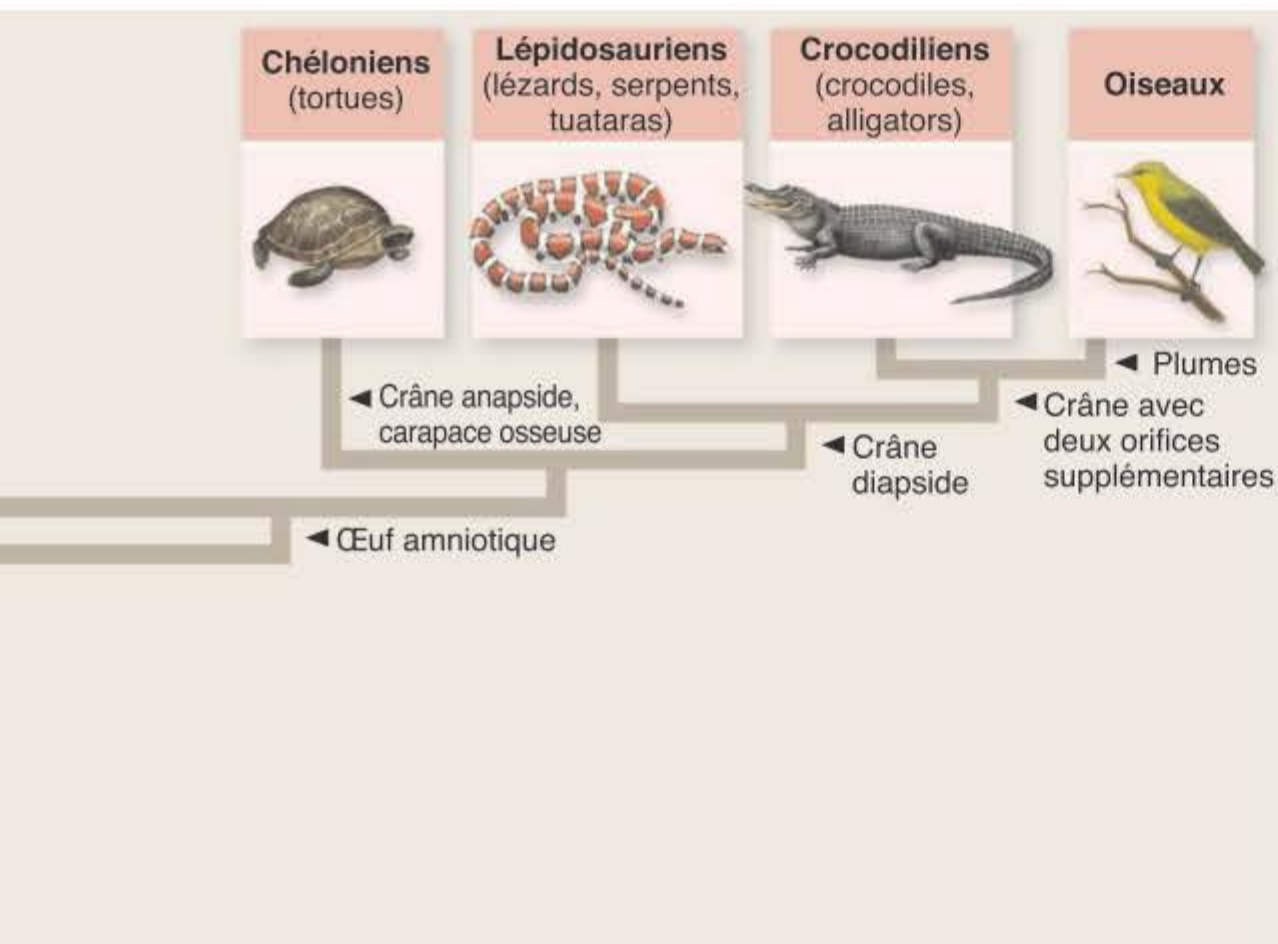 Chéloniens
(tortues)
Lépidosauriens
(lézards, serpents,
tuataras)
Crocodiliens
(crocodiles,
alligators)
Oiseaux
◄ Plumes
◄ Crâne anapside,
carapace osseuse
◄ Crâne avec
deux orifices
supplémentaires
◄ Crâne
diapside
◄ Œuf amniotique